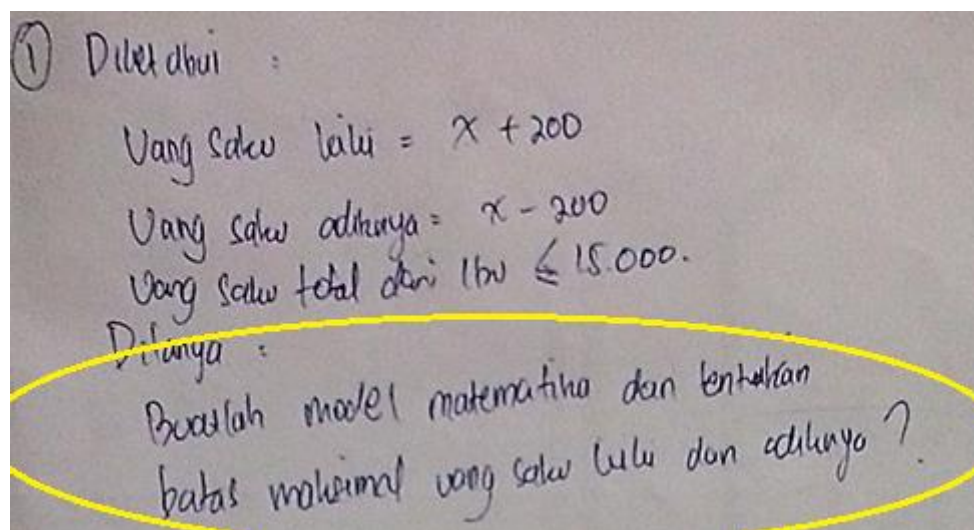 ① Diketahui :
Uang saku lulu = x + 200
Uang saku adiknya = x - 200
Uang saku total dari Ibu ≤ 15.000.
Ditanya :
Buatlah model matematika dan tentukan
batas maksimal uang saku lulu dan adiknya ?